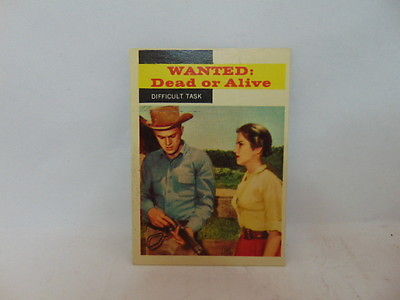 WANTED:
Dead or Alive
DIFFICULT TASK